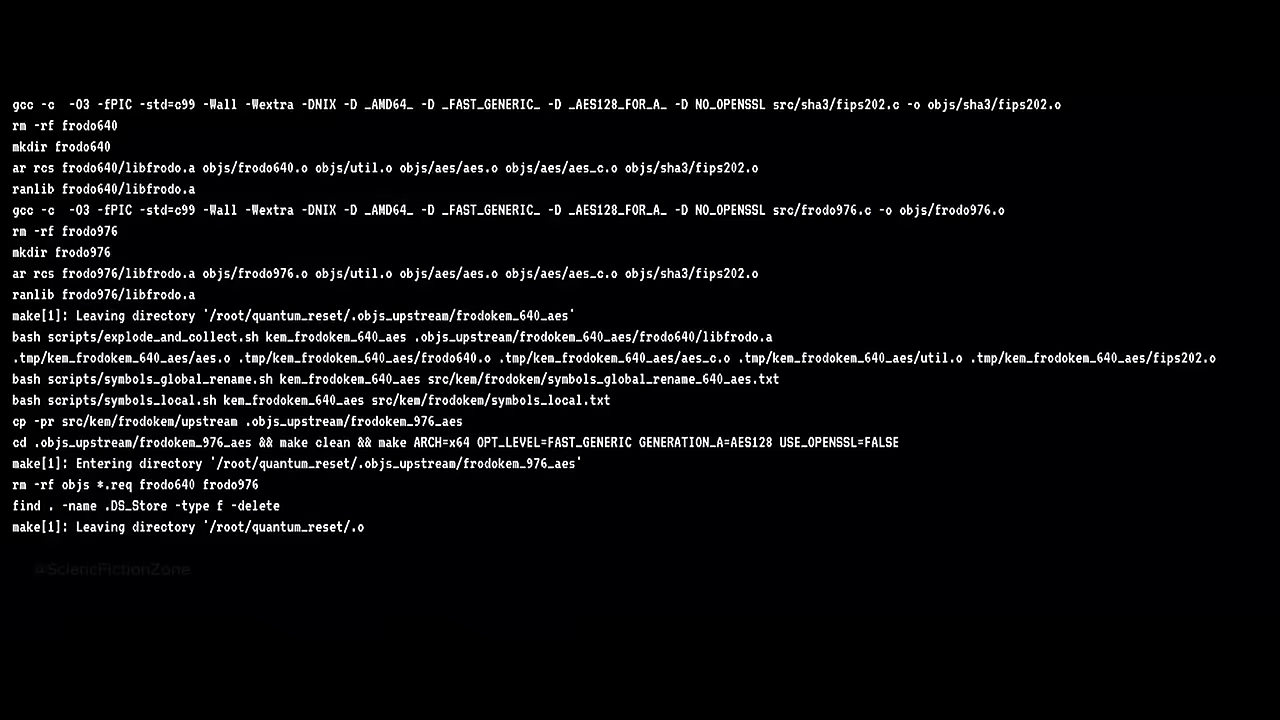 gcc -c  -O3 -fPIC -std=c99 -Wall -Wextra -DNIX -D _AMD64_ -D _FAST_GENERIC_ -D _AES128_FOR_A_ -D NO_OPENSSL src/sha3/fips202.c -o objs/sha3/fips202.o
rm -rf frodo640
mkdir frodo640
ar rcs frodo640/libfrodo.a objs/frodo640.o objs/util.o objs/aes/aes.o objs/aes/aes_c.o objs/sha3/fips202.o
ranlib frodo640/libfrodo.a
gcc -c  -O3 -fPIC -std=c99 -Wall -Wextra -DNIX -D _AMD64_ -D _FAST_GENERIC_ -D _AES128_FOR_A_ -D NO_OPENSSL src/frodo976.c -o objs/frodo976.o
rm -rf frodo976
mkdir frodo976
ar rcs frodo976/libfrodo.a objs/frodo976.o objs/util.o objs/aes/aes.o objs/aes/aes_c.o objs/sha3/fips202.o
ranlib frodo976/libfrodo.a
make[1]: Leaving directory '/root/quantum_reset/.objs_upstream/frodokem_640_aes'
bash scripts/explode_and_collect.sh kem_frodokem_640_aes .objs_upstream/frodokem_640_aes/frodo640/libfrodo.a
.tmp/kem_frodokem_640_aes/aes.o .tmp/kem_frodokem_640_aes/frodo640.o .tmp/kem_frodokem_640_aes/aes_c.o .tmp/kem_frodokem_640_aes/util.o .tmp/kem_frodokem_640_aes/fips202.o
bash scripts/symbols_global_rename.sh kem_frodokem_640_aes src/kem/frodokem/symbols_global_rename_640_aes.txt
bash scripts/symbols_local.sh kem_frodokem_640_aes src/kem/frodokem/symbols_local.txt
cp -pr src/kem/frodokem/upstream .objs_upstream/frodokem_976_aes
cd .objs_upstream/frodokem_976_aes && make clean && make ARCH=x64 OPT_LEVEL=FAST_GENERIC GENERATION_A=AES128 USE_OPENSSL=FALSE
make[1]: Entering directory '/root/quantum_reset/.objs_upstream/frodokem_976_aes'
rm -rf objs *.req frodo640 frodo976
find . -name .DS_Store -type f -delete
make[1]: Leaving directory '/root/quantum_reset/.o
@SciencFictionZone